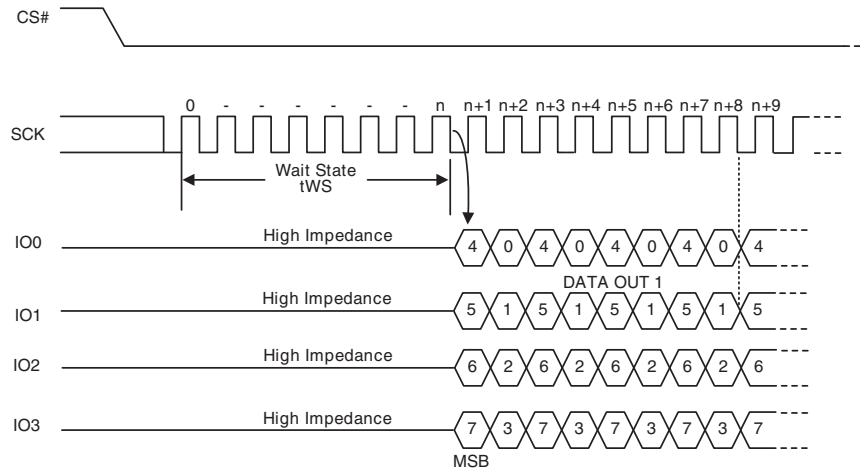 CS#
0 - - - - - - n n+1 n+2 n+3 n+4 n+5 n+6 n+7 n+8 n+9
SCK
Wait State
tWS
IO0 High Impedance 4 0 4 0 4 0 4 0 4
DATA OUT 1
IO1 High Impedance 5 1 5 1 5 1 5 1 5
IO2 High Impedance 6 2 6 2 6 2 6 2 6
IO3 High Impedance 7 3 7 3 7 3 7 3 7
MSB